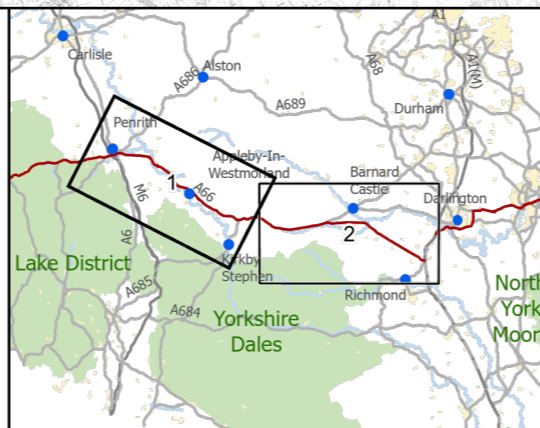 A1
Carlisle
A686
Alston
A68
A1(M)
A689
Durham
Penrith
1
Appleby-In-
Westmorland
A66
Barnard
Castle
Darlington
M6
A6
2
Kirkby
Stephen
Lake District
A685
Richmond
A684
Yorkshire
Dales
North
York
Moor